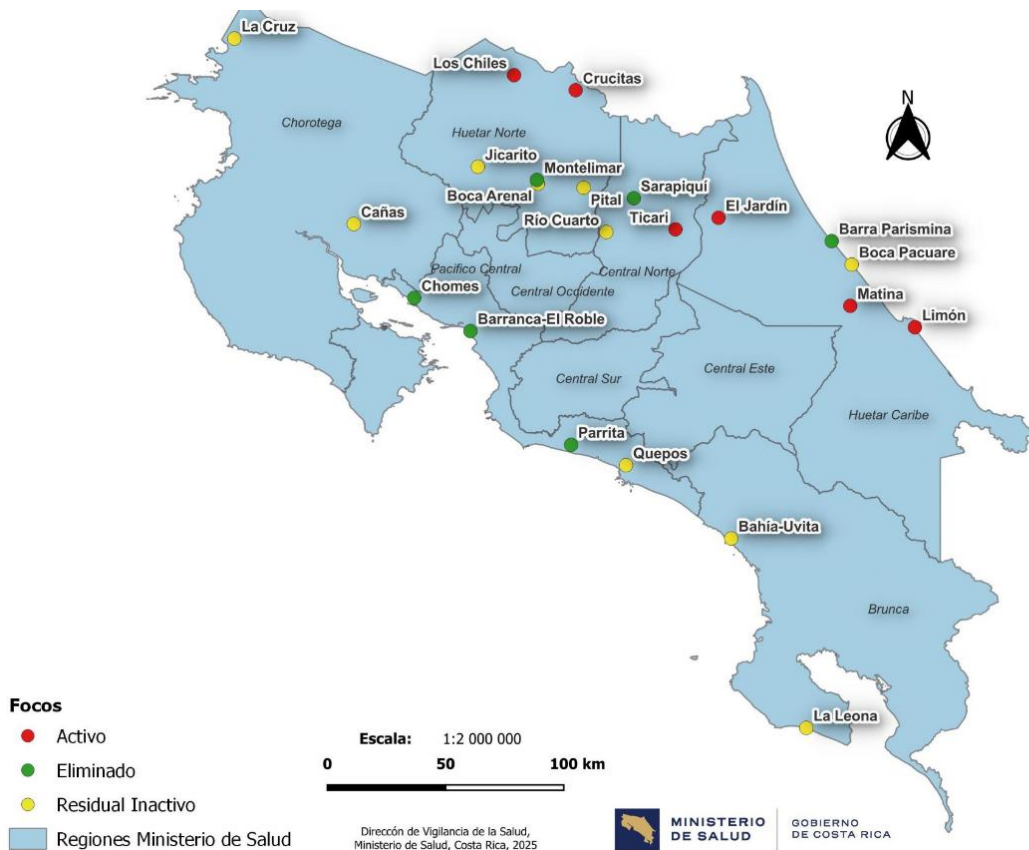 La Cruz
Los Chiles
Crucitas
N
Chorotega
Huetar Norte
Jicarito
Montelimar
Boca Arenal
Pital
Sarapiquí
Cañas
Río Cuarto
Ticari
El Jardín
Barra Parismina
Boca Pacuare
Pacifico Central
Central Norte
Chomes
Central Occidente
Matina
Limón
Barranca-El Roble
Central Sur
Central Este
Huetar Caribe
Parrita
Quepos
Bahía-Uvita
Brunca
La Leona
Focos
Activo
Eliminado
Residual Inactivo
Regiones Ministerio de Salud
Escala: 1:2 000 000
0 50 100 km
Direccón de Vigilancia de la Salud,
Ministerio de Salud, Costa Rica, 2025
MINISTERIO
DE SALUD
GOBIERNO
DE COSTA RICA